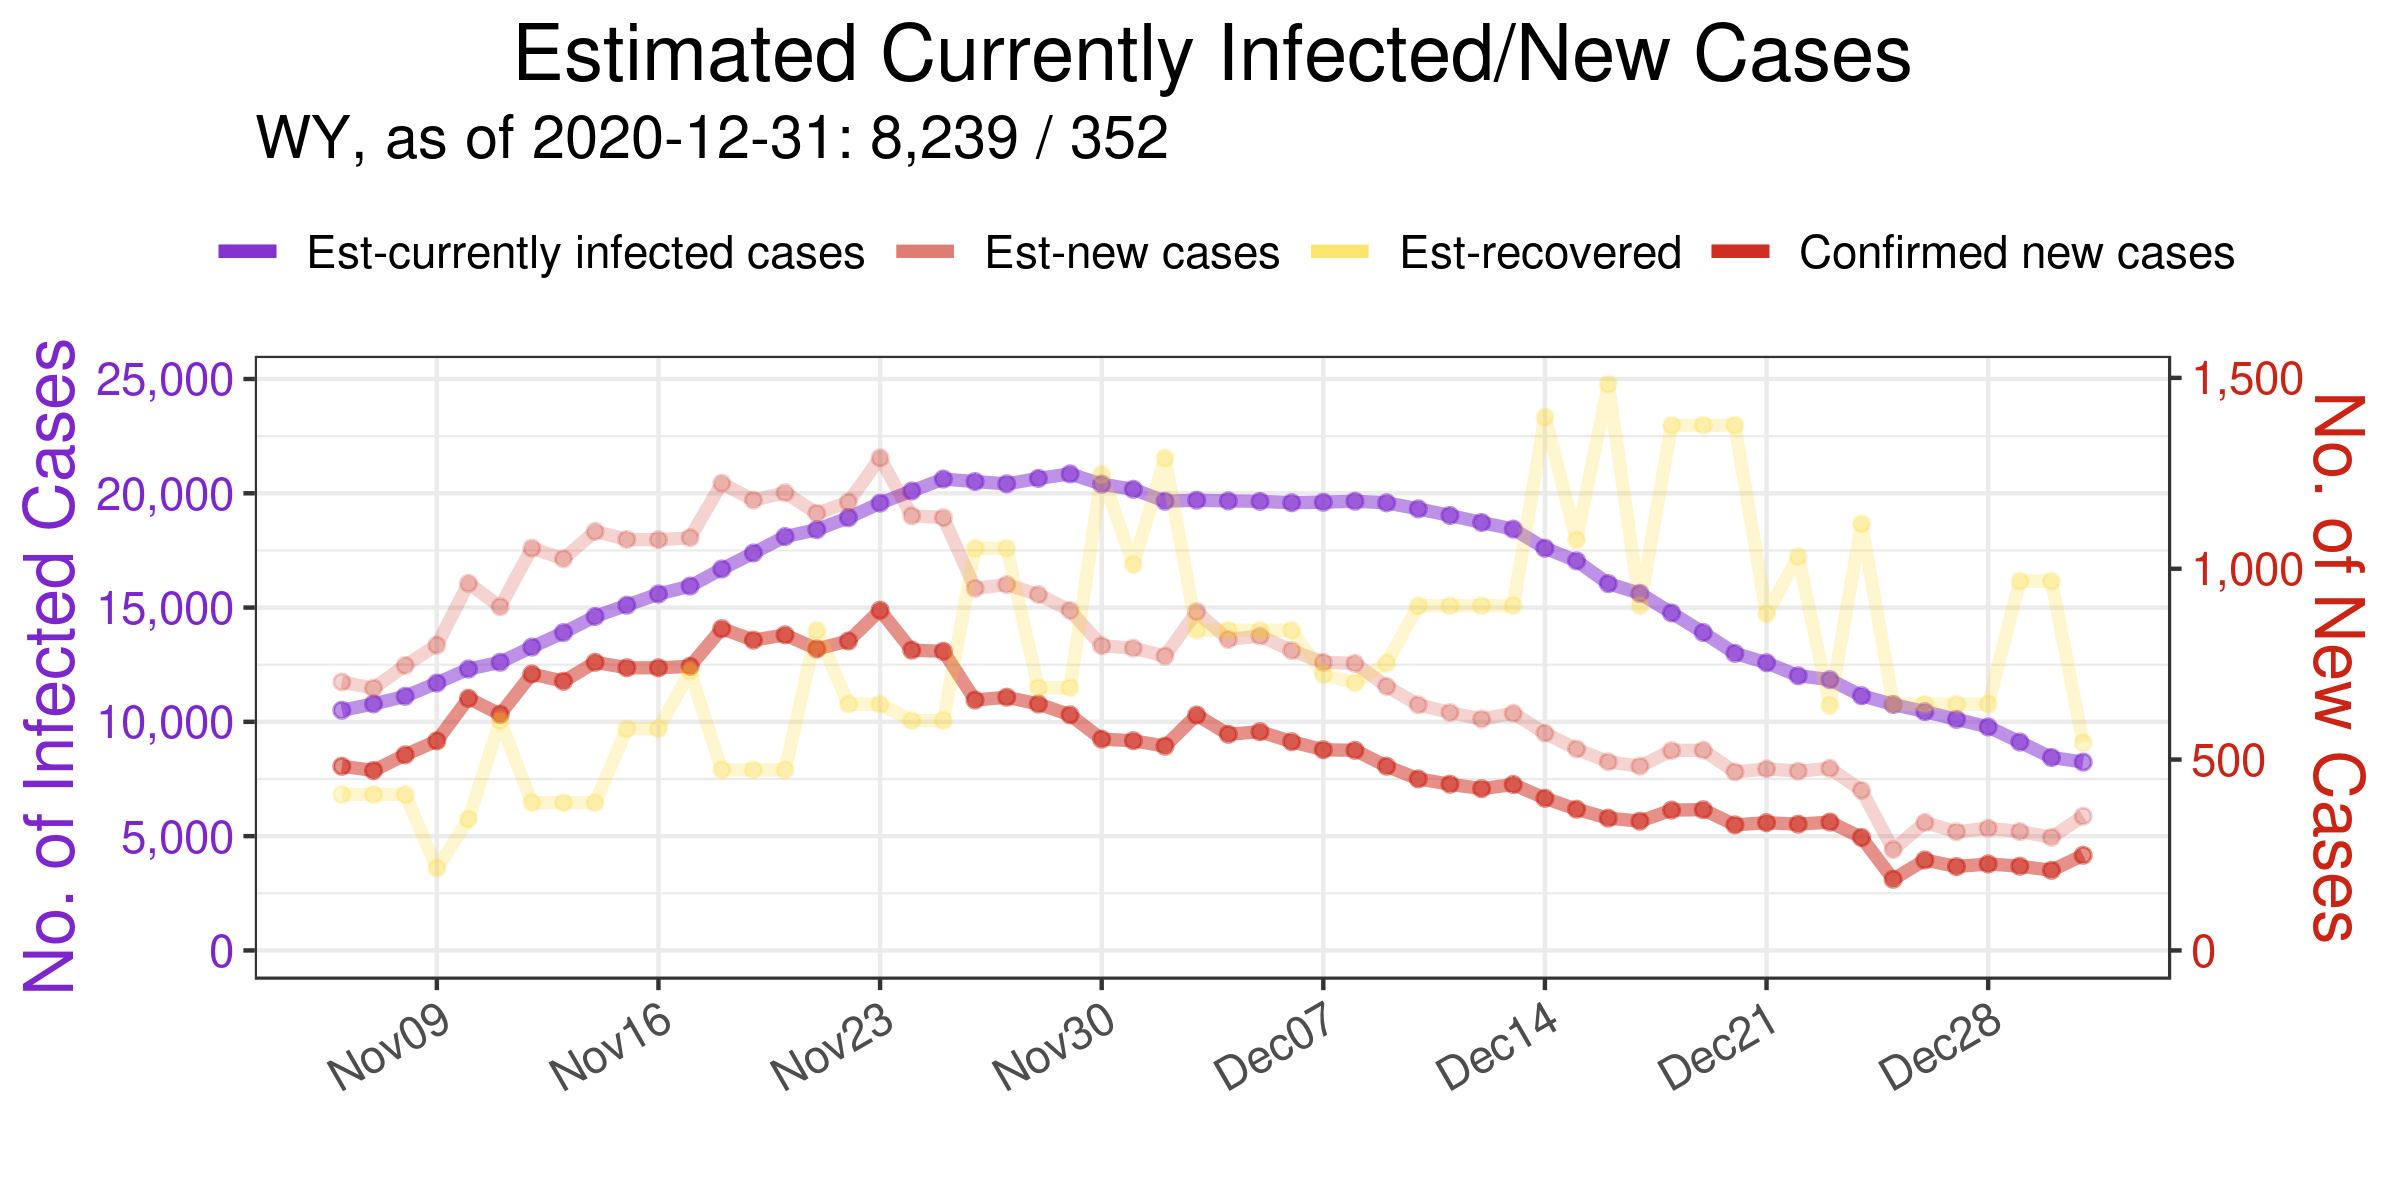 Estimated Currently Infected/New Cases
WY, as of 2020-12-31: 8,239 / 352
Est-currently infected cases Est-new cases Est-recovered Confirmed new cases
No. of Infected Cases
25,000
20,000
15,000
10,000
5,000
0
1,500
1,000
500
0
No. of New Cases
Nov09 Nov16 Nov23 Nov30 Dec07 Dec14 Dec21 Dec28